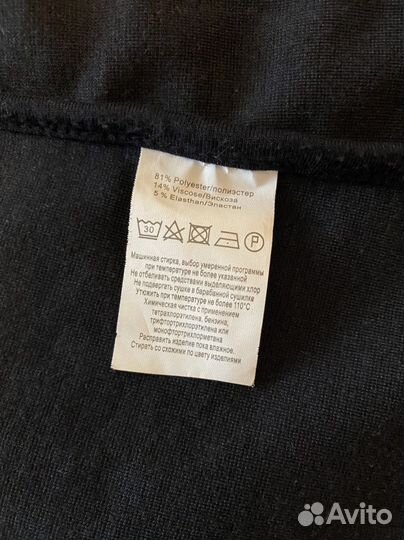 81% Polyester/полиэстер
14% Viscose/Вискоза
5 % Elasthan/Эластан
30 P
Машинная стирка, выбор умеренной программы
при температуре не более указанной
Не отбеливать средствами выделяющими хлор
Не подвергать сушка в барабанной сушилке
Утюжить при температуре не более 110°С
Химическая чистка с применением
тетрахлорэтилена, бензина,
трифтортрихлорэтилена или
монофтортрихлорметана
Расправить изделие пока влажное.
Стирать со схожими по цвету изделиями
Avito